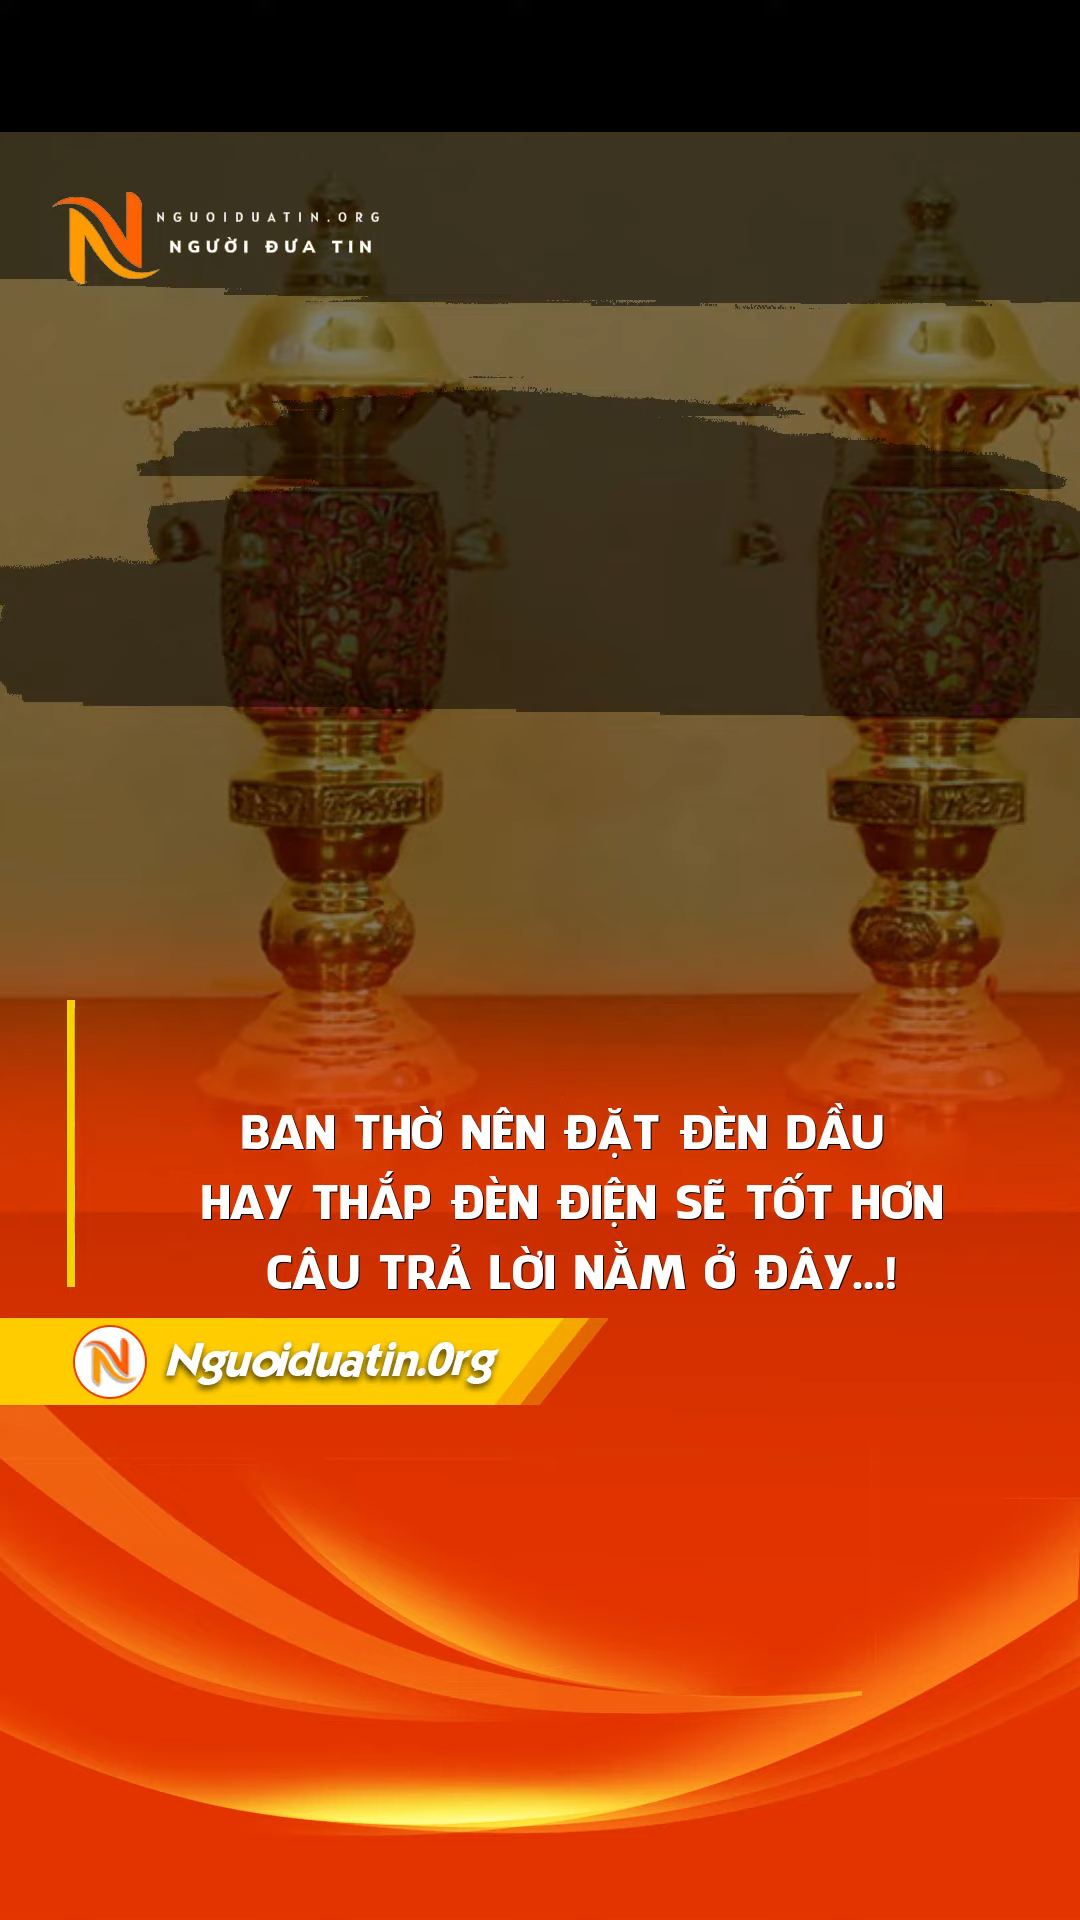 NGUOIDUATIN.ORG
NGƯỜI ĐƯA TIN
BAN THỜ NÊN ĐẶT ĐÈN DẦU
HAY THẮP ĐÈN ĐIỆN SẼ TỐT HƠN
CÂU TRẢ LỜI NẰM Ở ĐÂY...!
Nguoiduatin.Org